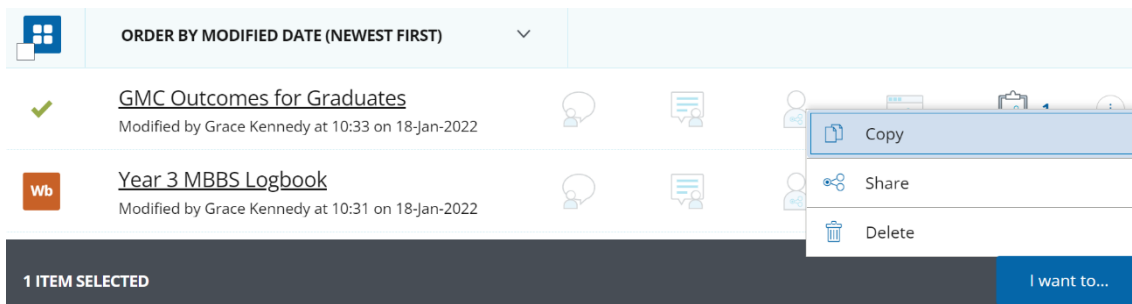 ORDER BY MODIFIED DATE (NEWEST FIRST)
GMC Outcomes for Graduates
Modified by Grace Kennedy at 10:33 on 18-Jan-2022
1
Copy
Wb
Year 3 MBBS Logbook
Modified by Grace Kennedy at 10:31 on 18-Jan-2022
Share
Delete
1 ITEM SELECTED
I want to...